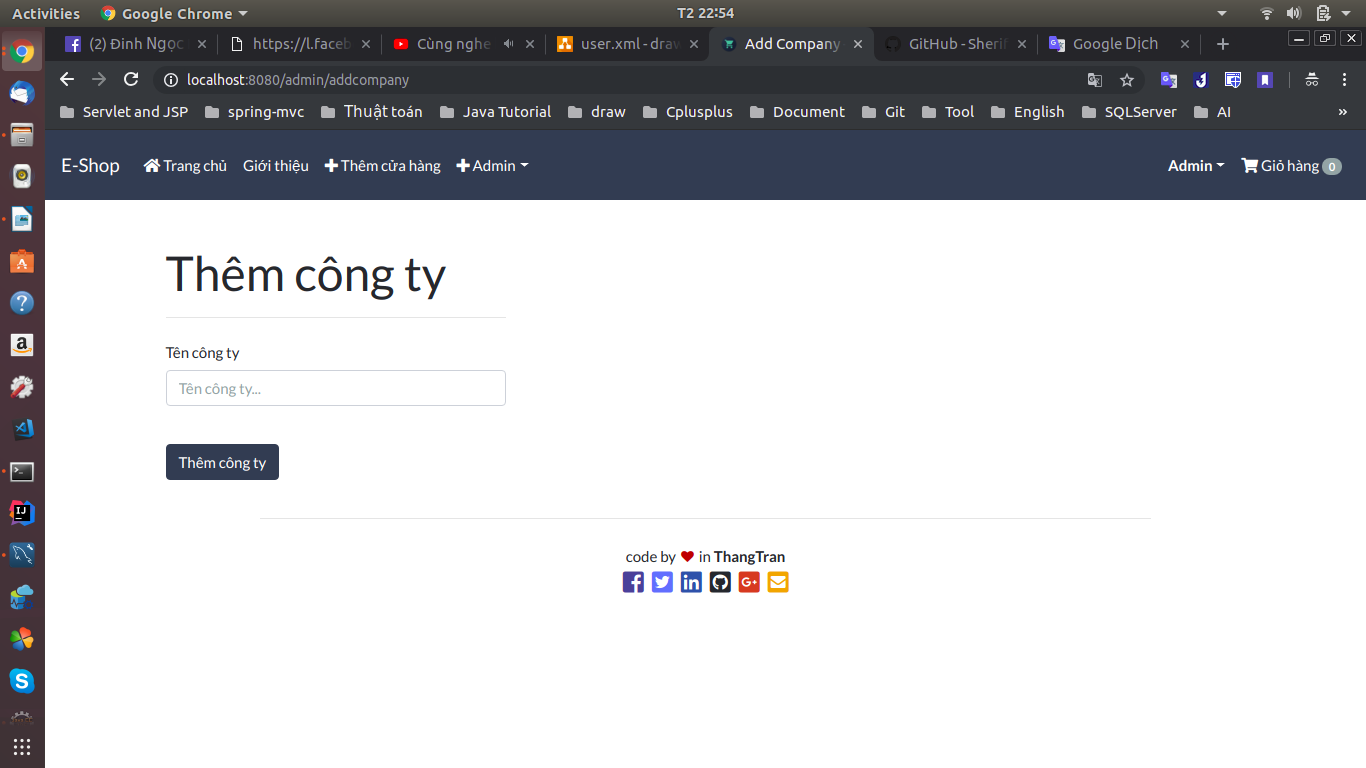 Activities Google Chrome T2 22:54
(2) Đinh Ngọc https://l.faceb Cùng nghe user.xml - draw Add Company GitHub - Sherif Google Dịch
localhost:8080/admin/addcompany
Servlet and JSP spring-mvc Thuật toán Java Tutorial draw Cplusplus Document Git Tool English SQLServer AI »
E-Shop Trang chủ Giới thiệu Thêm cửa hàng Admin Admin Giỏ hàng 0
Thêm công ty
Tên công ty
Tên công ty...
Thêm công ty
code by in ThangTran